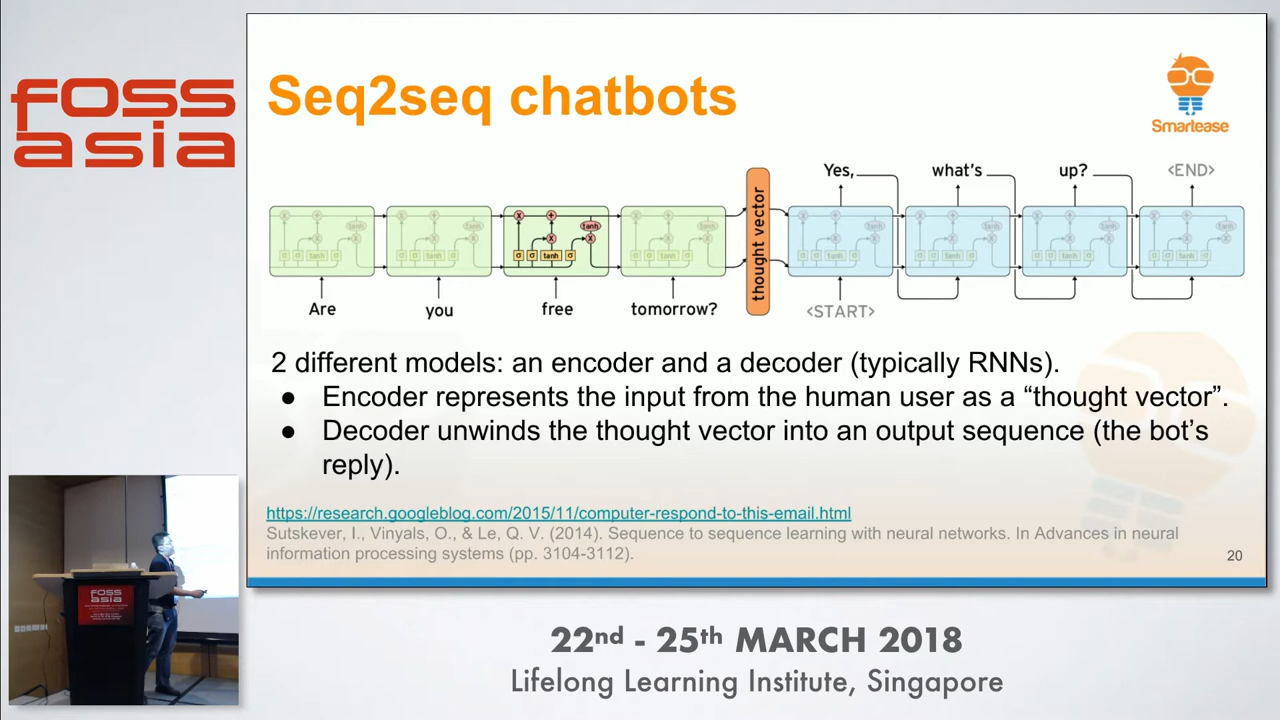 foss
asia
Seq2seq chatbots
Smartease
Yes, what's up? <END>
x + tanh x x σ σ tanh σ
thought vector
Are you free tomorrow? <START>
2 different models: an encoder and a decoder (typically RNNs).
● Encoder represents the input from the human user as a “thought vector”.
● Decoder unwinds the thought vector into an output sequence (the bot’s
reply).
https://research.googleblog.com/2015/11/computer-respond-to-this-email.html
Sutskever, I., Vinyals, O., & Le, Q. V. (2014). Sequence to sequence learning with neural networks. In Advances in neural
information processing systems (pp. 3104-3112).
20
foss
asia
22nd - 25th MARCH 2018
Lifelong Learning Institute, Singapore